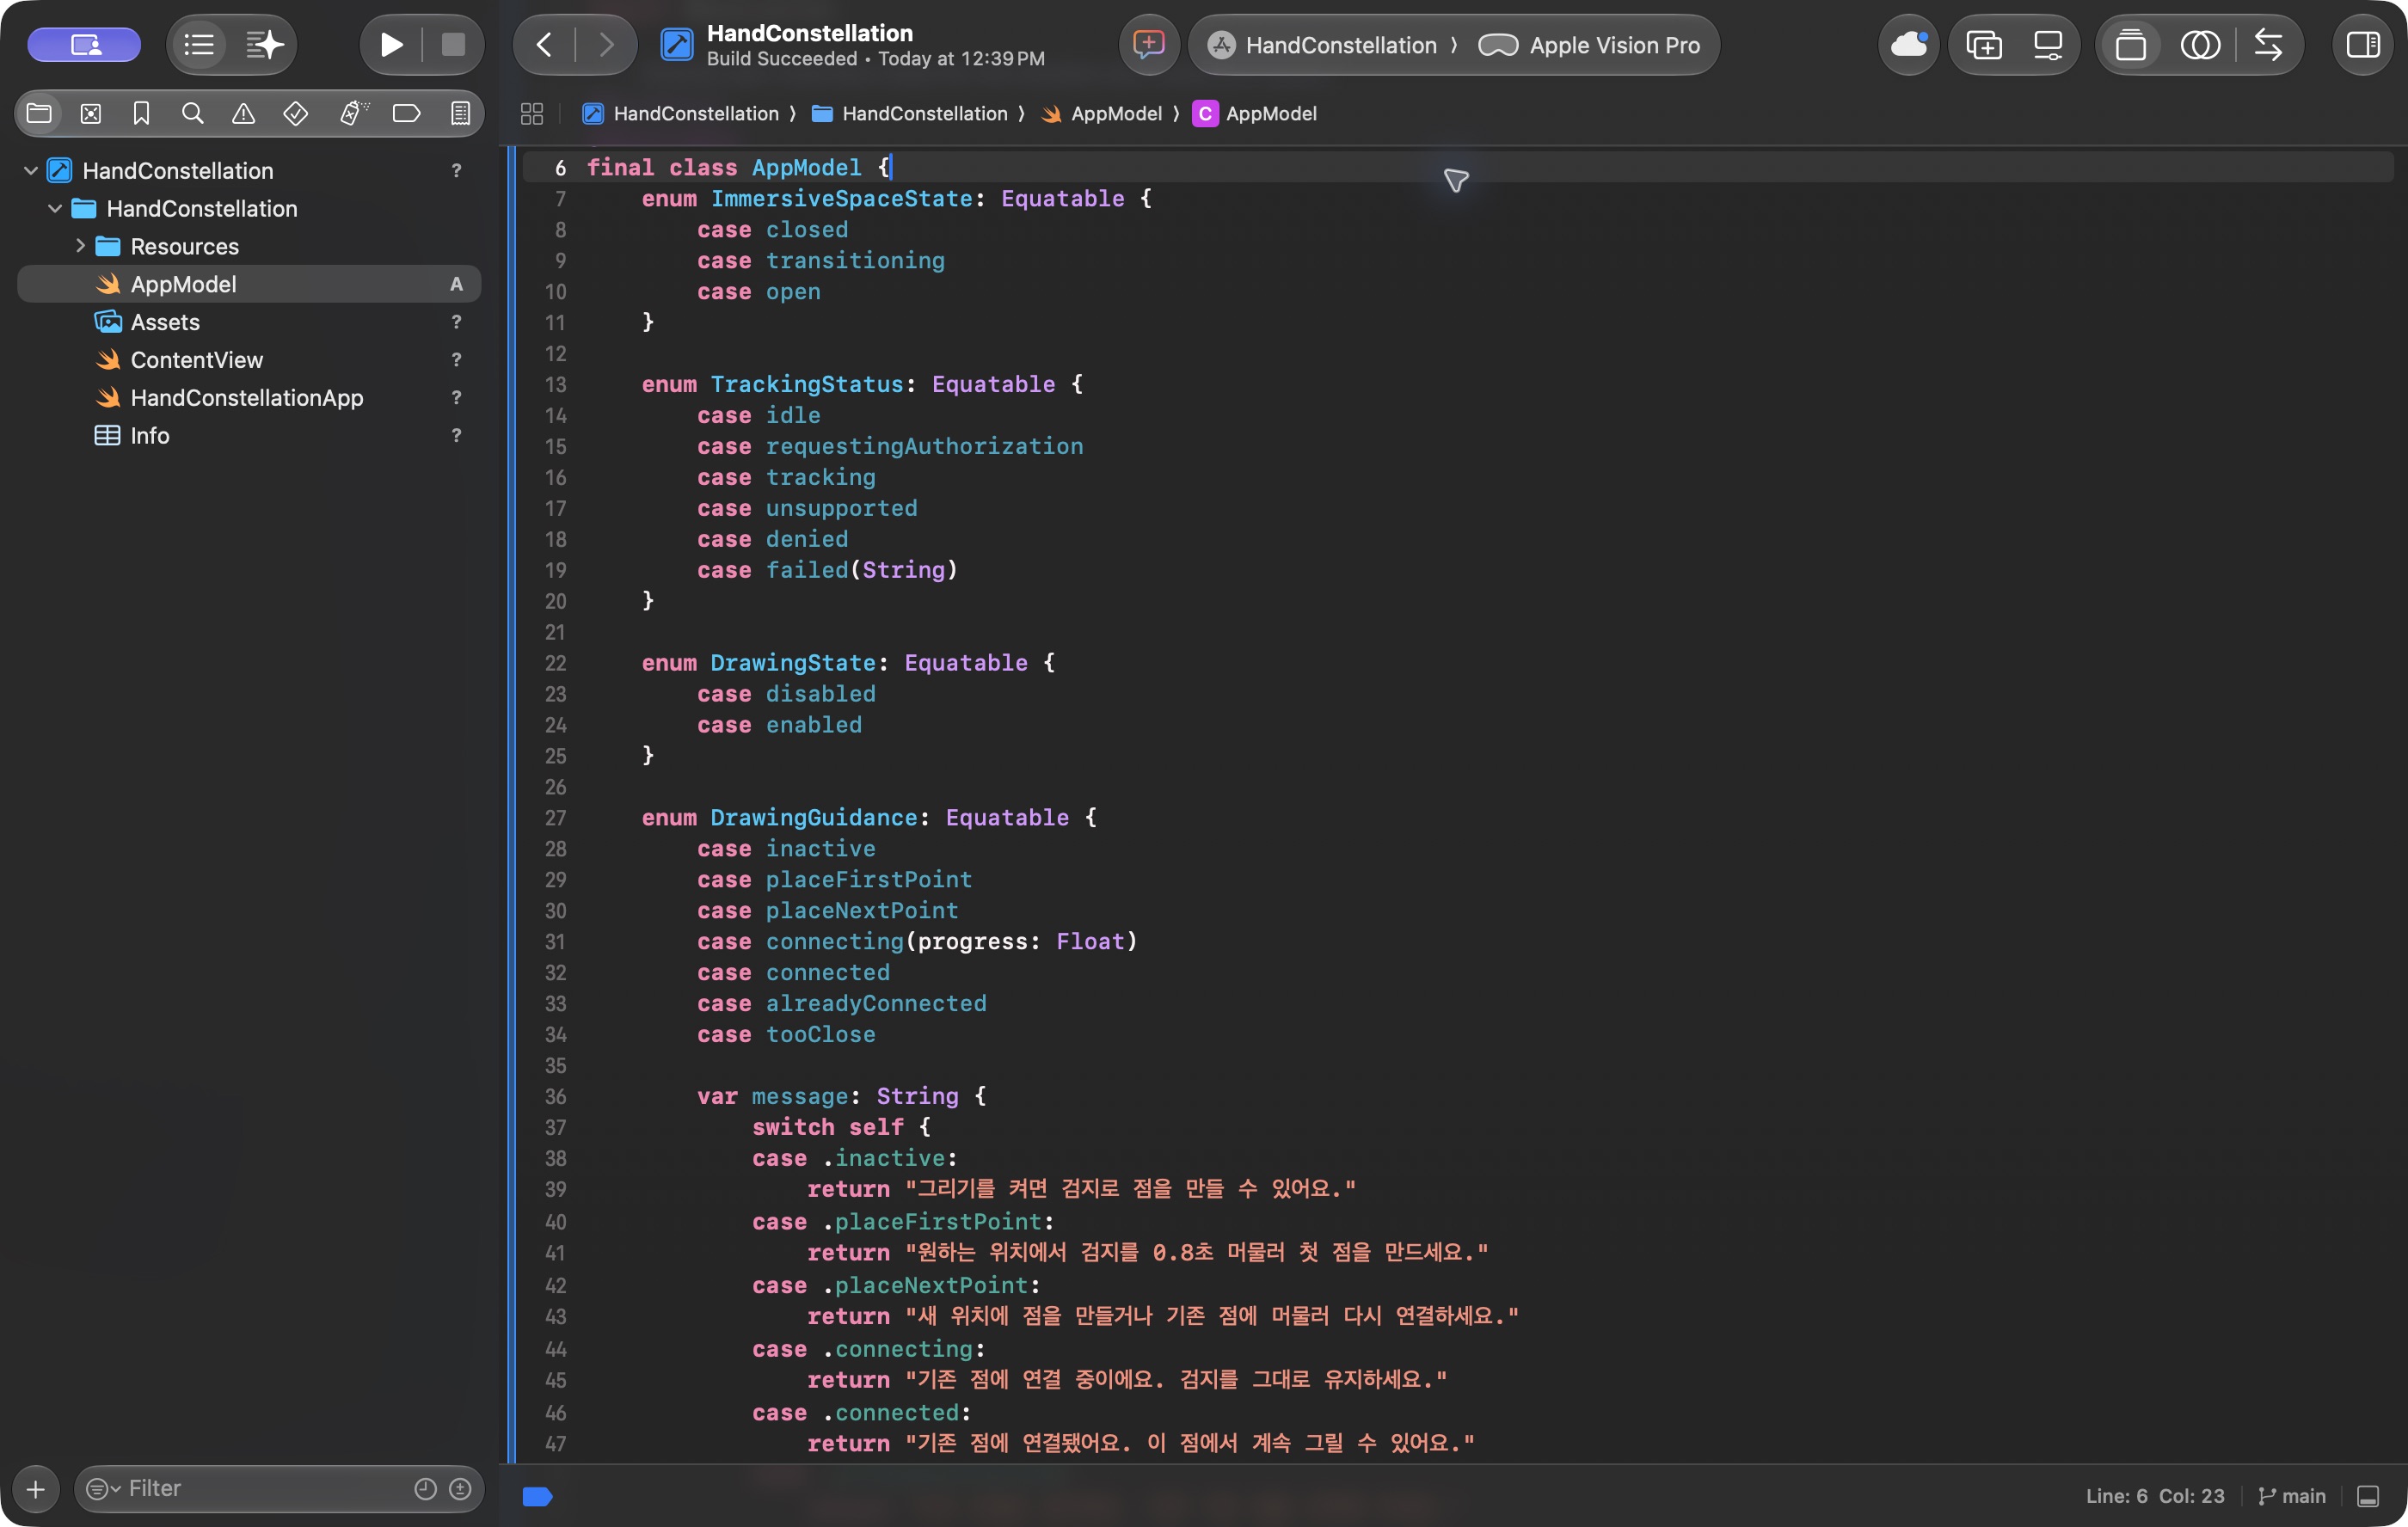 HandConstellation
Build Succeeded • Today at 12:39 PM
HandConstellation 〉 Apple Vision Pro
HandConstellation 〉 HandConstellation 〉 AppModel 〉 C AppModel
HandConstellation ?
HandConstellation
Resources
AppModel A
Assets ?
ContentView ?
HandConstellationApp ?
Info ?
6 final class AppModel {
7 enum ImmersiveSpaceState: Equatable {
8 case closed
9 case transitioning
10 case open
11 }
12
13 enum TrackingStatus: Equatable {
14 case idle
15 case requestingAuthorization
16 case tracking
17 case unsupported
18 case denied
19 case failed(String)
20 }
21
22 enum DrawingState: Equatable {
23 case disabled
24 case enabled
25 }
26
27 enum DrawingGuidance: Equatable {
28 case inactive
29 case placeFirstPoint
30 case placeNextPoint
31 case connecting(progress: Float)
32 case connected
33 case alreadyConnected
34 case tooClose
35
36 var message: String {
37 switch self {
38 case .inactive:
39 return "그리기를 켜면 검지로 점을 만들 수 있어요."
40 case .placeFirstPoint:
41 return "원하는 위치에서 검지를 0.8초 머물러 첫 점을 만드세요."
42 case .placeNextPoint:
43 return "새 위치에 점을 만들거나 기존 점에 머물러 다시 연결하세요."
44 case .connecting:
45 return "기존 점에 연결 중이에요. 검지를 그대로 유지하세요."
46 case .connected:
47 return "기존 점에 연결됐어요. 이 점에서 계속 그릴 수 있어요."
Filter
Line: 6 Col: 23
main